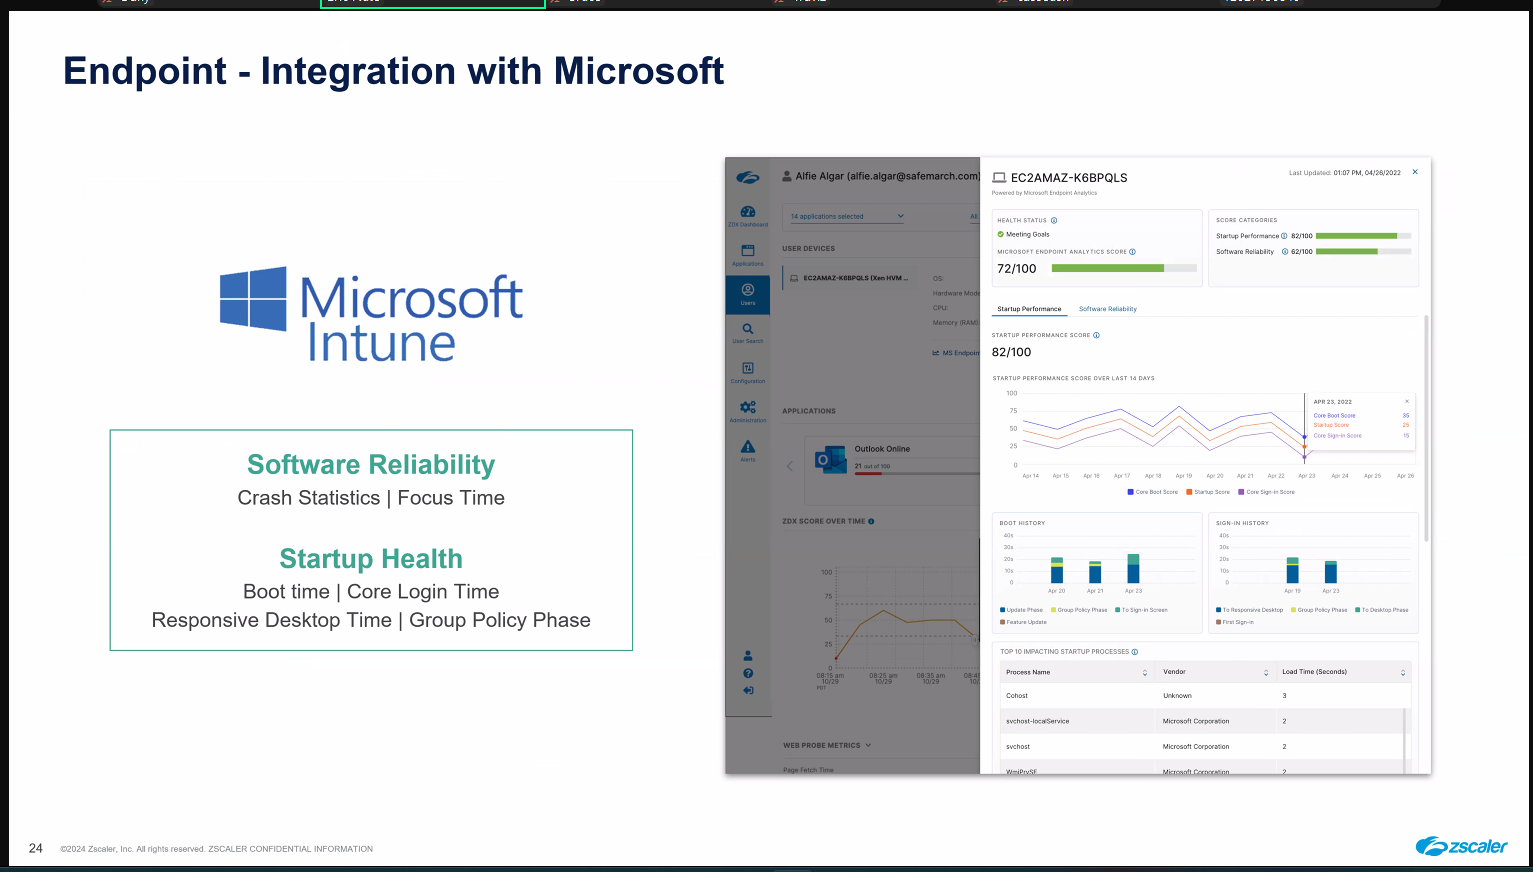 Endpoint - Integration with Microsoft
Microsoft
Intune
Software Reliability
Crash Statistics | Focus Time
Startup Health
Boot time | Core Login Time
Responsive Desktop Time | Group Policy Phase
Alfie Algar (alfie.algar@safemarch.com)
ZDX Dashboard
Applications
Users
User Search
Configuration
Administration
Alerts
14 applications selected
All
USER DEVICES
EC2AMAZ-K6BPQLS (Xen HVM ...
OS:
Hardware Mode
CPU:
Memory (RAM)
MS Endpoin
APPLICATIONS
Outlook Online
21 out of 100
ZDX SCORE OVER TIME
100
75
50
25
0
08:15 am 08:25 am 08:35 am 08:4
10/29 10/29 10/29 10/
PDT
WEB PROBE METRICS
Page Fetch Time
EC2AMAZ-K6BPQLS
Powered by Microsoft Endpoint Analytics
Last Updated: 01:07 PM, 04/26/2022
HEALTH STATUS
Meeting Goals
MICROSOFT ENDPOINT ANALYTICS SCORE
72/100
SCORE CATEGORIES
Startup Performance 82/100
Software Reliability 62/100
Startup Performance Software Reliability
STARTUP PERFORMANCE SCORE
82/100
STARTUP PERFORMANCE SCORE OVER LAST 14 DAYS
100
75
50
25
0
APR 23, 2022
Core Boot Score 35
Startup Score 25
Core Sign-in Score 15
Apr 14 Apr 15 Apr 16 Apr 17 Apr 18 Apr 19 Apr 20 Apr 21 Apr 22 Apr 23 Apr 24 Apr 25 Apr 26
Core Boot Score Startup Score Core Sign-in Score
BOOT HISTORY
40s
30s
20s
10s
0
Apr 20 Apr 21 Apr 23
Update Phase Group Policy Phase To Sign-in Screen
Feature Update
SIGN-IN HISTORY
40s
30s
20s
10s
0
Apr 19 Apr 23
To Responsive Desktop Group Policy Phase To Desktop Phase
First Sign-in
TOP 10 IMPACTING STARTUP PROCESSES
Process Name Vendor Load Time (Seconds)
Cohost Unknown 3
svchost-localService Microsoft Corporation 2
svchost Microsoft Corporation 2
WmiPrvSE Microsoft Corporation 2
24 ©2024 Zscaler, Inc. All rights reserved. ZSCALER CONFIDENTIAL INFORMATION
zscaler